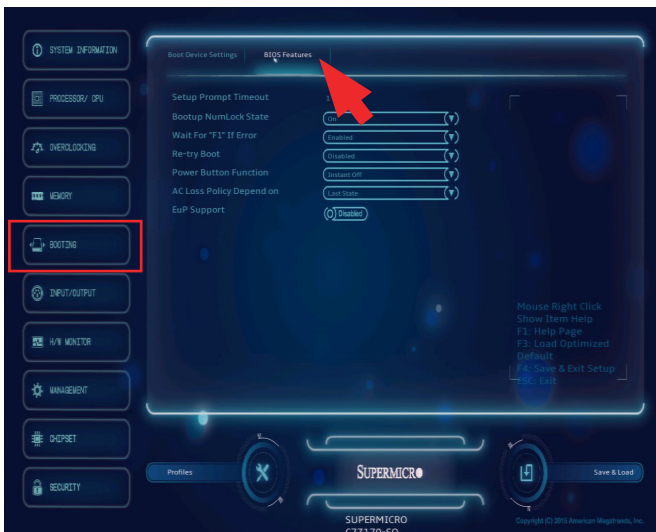 SYSTEM INFORMATION
PROCESSOR/ CPU
OVERCLOCKING
MEMORY
BOOTING
INPUT/OUTPUT
H/W MONITOR
MANAGEMENT
CHIPSET
SECURITY
Boot Device Settings
BIOS Features
Setup Prompt Timeout 1
Bootup NumLock State On
Wait For "F1" If Error Enabled
Re-try Boot Disabled
Power Button Function Instant Off
AC Loss Policy Depend on Last State
EuP Support Disabled
Mouse Right Click
Show Item Help
F1: Help Page
F3: Load Optimized
Default
F4: Save & Exit Setup
ESC: Exit
Profiles
SUPERMICR
Save & Load
SUPERMICRO
C7Z170-SQ
Copyright (C) 2015 American Megatrends, Inc.